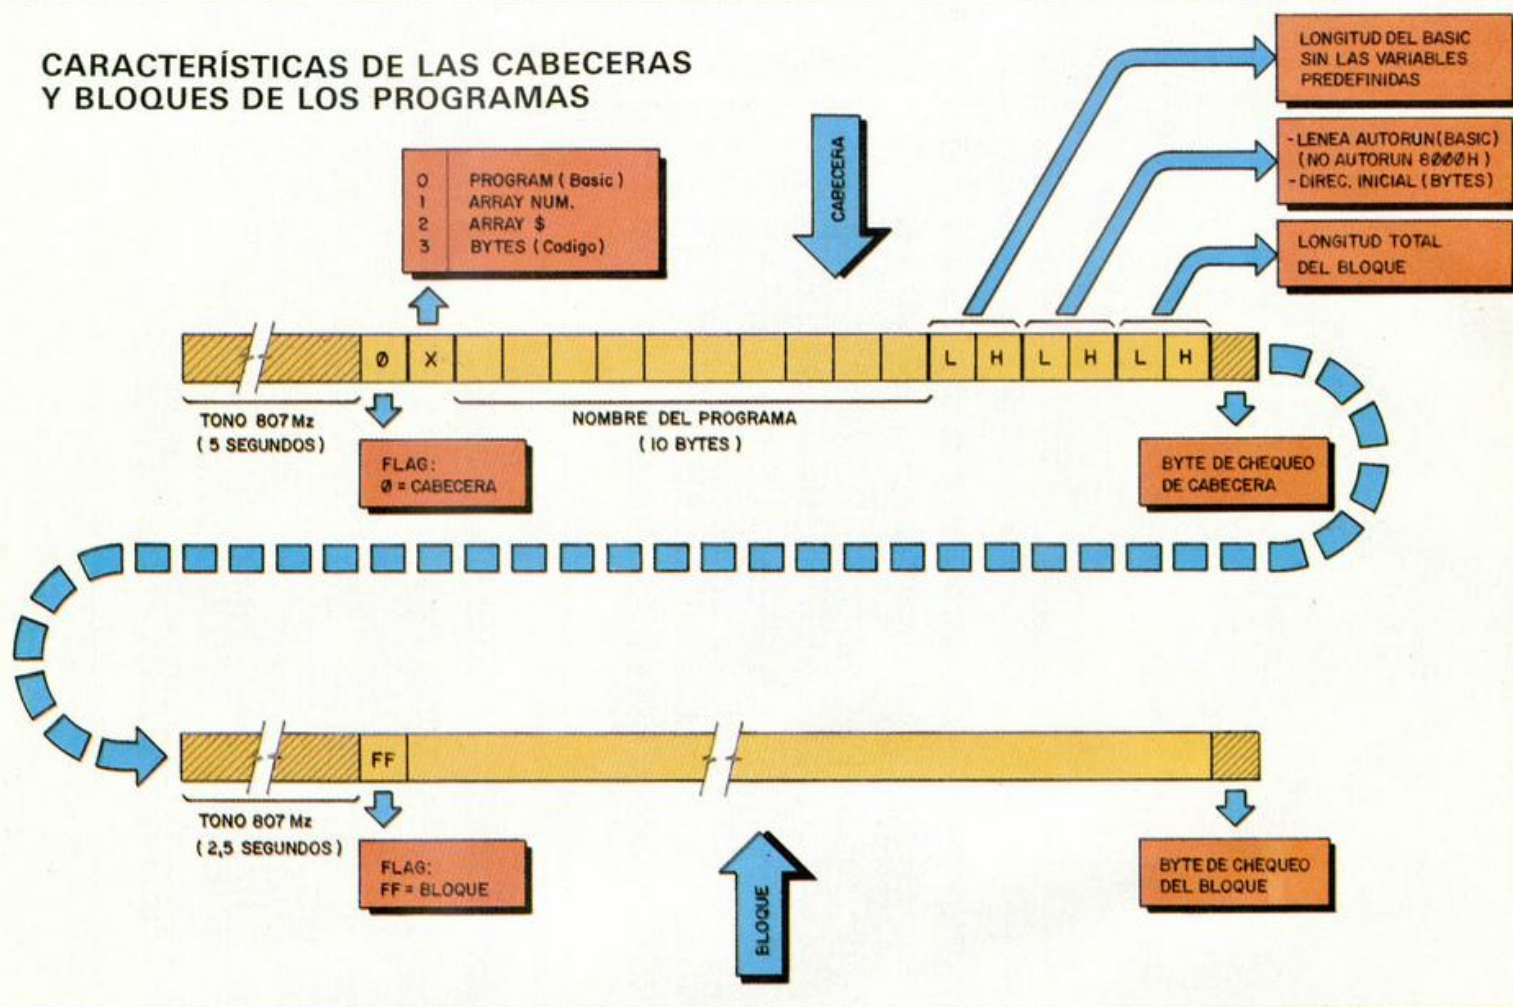 CARACTERÍSTICAS DE LAS CABECERAS
Y BLOQUES DE LOS PROGRAMAS
LONGITUD DEL BASIC
SIN LAS VARIABLES
PREDEFINIDAS
- LENEA AUTORUN(BASIC)
(NO AUTORUN 8ØØØH)
- DIREC. INICIAL (BYTES)
LONGITUD TOTAL
DEL BLOQUE
CABECERA
0 PROGRAM (Basic)
1 ARRAY NUM.
2 ARRAY $
3 BYTES (Codigo)
Ø X L H L H L H
TONO 807 Mz
(5 SEGUNDOS)
NOMBRE DEL PROGRAMA
(10 BYTES)
FLAG:
Ø = CABECERA
BYTE DE CHEQUEO
DE CABECERA
FF
TONO 807 Mz
(2,5 SEGUNDOS)
FLAG:
FF = BLOQUE
BLOQUE
BYTE DE CHEQUEO
DEL BLOQUE